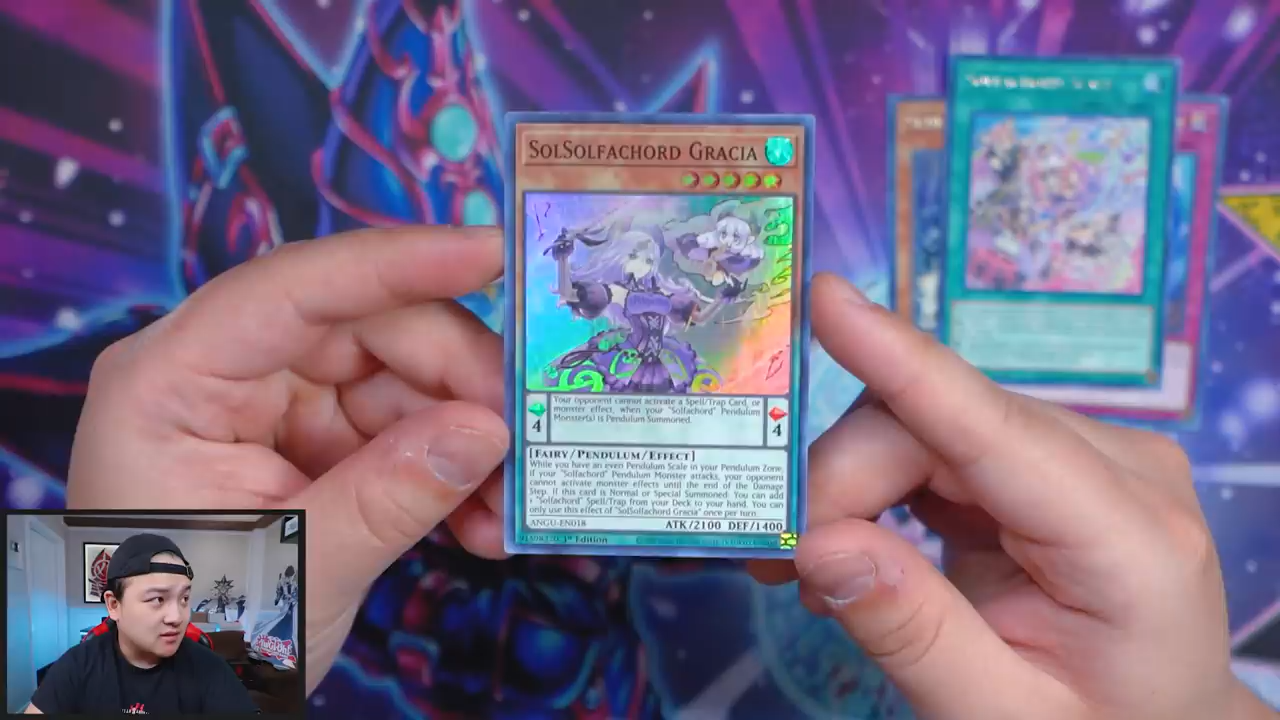 SolSolfachord Gracia
Your opponent cannot activate a Spell/Trap Card, or
monster effect, when your "Solfachord" Pendulum
Monster(s) is Pendulum Summoned.
4
4
[Fairy/Pendulum/Effect]
While you have an even Pendulum Scale in your Pendulum Zone,
if your "Solfachord" Pendulum Monster attacks, your opponent
cannot activate monster effects until the end of the Damage
Step. If this card is Normal or Special Summoned: You can add
1 "Solfachord" Spell/Trap from your Deck to your hand. You can
only use this effect of "SolSolfachord Gracia" once per turn.
ANGU-EN018
ATK/2100 DEF/1400
1st Edition